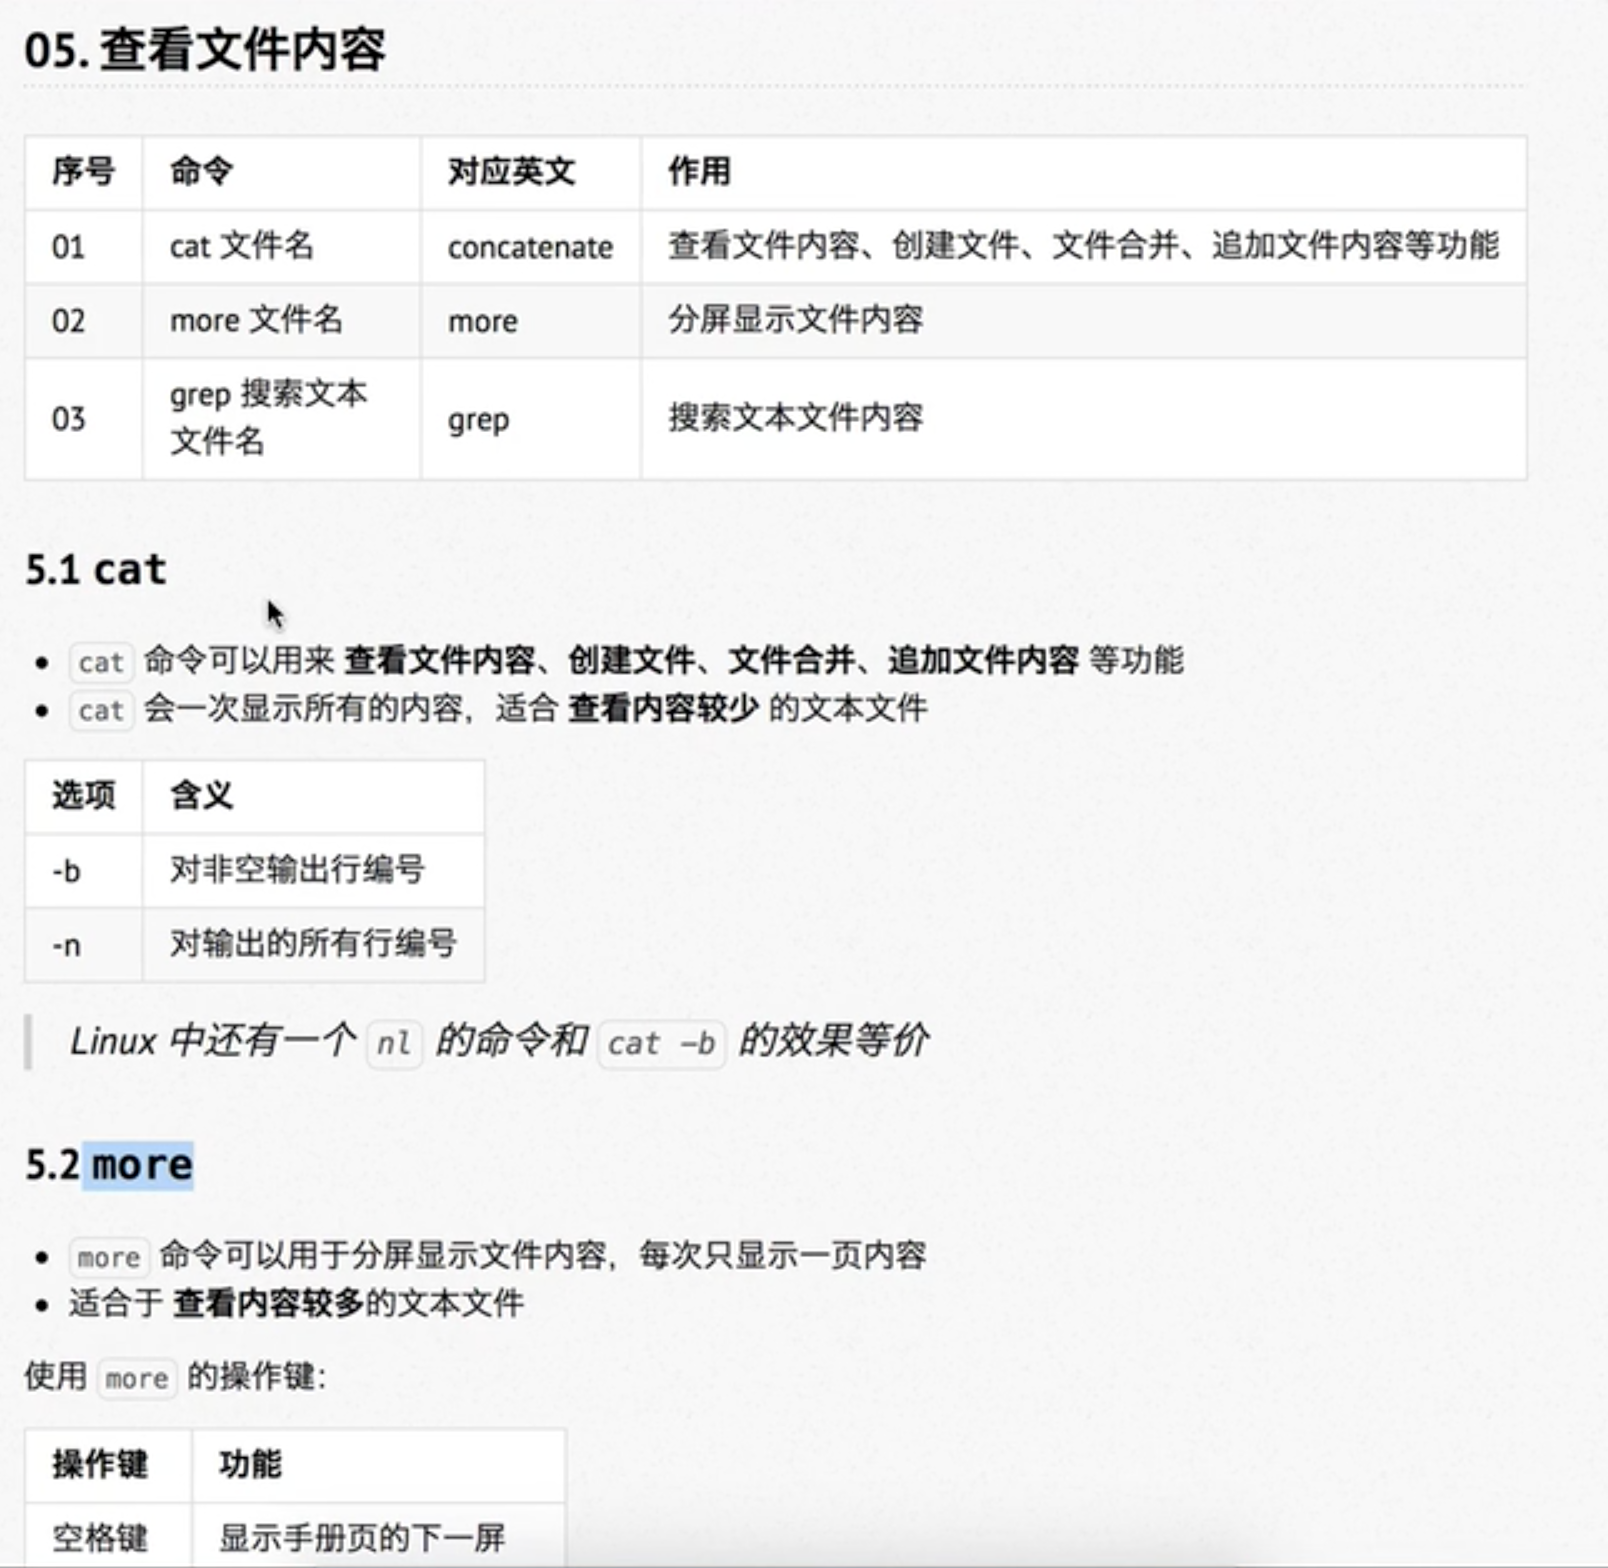 05. 查看文件内容
序号 命令 对应英文 作用
01 cat 文件名 concatenate 查看文件内容、创建文件、文件合并、追加文件内容等功能
02 more 文件名 more 分屏显示文件内容
03 grep 搜索文本 文件名 grep 搜索文本文件内容
5.1 cat
• cat 命令可以用来 查看文件内容、创建文件、文件合并、追加文件内容 等功能
• cat 会一次显示所有的内容，适合 查看内容较少 的文本文件
选项 含义
-b 对非空输出行编号
-n 对输出的所有行编号
Linux 中还有一个 nl 的命令和 cat -b 的效果等价
5.2 more
• more 命令可以用于分屏显示文件内容，每次只显示一页内容
• 适合于 查看内容较多的文本文件
使用 more 的操作键：
操作键 功能
空格键 显示手册页的下一屏